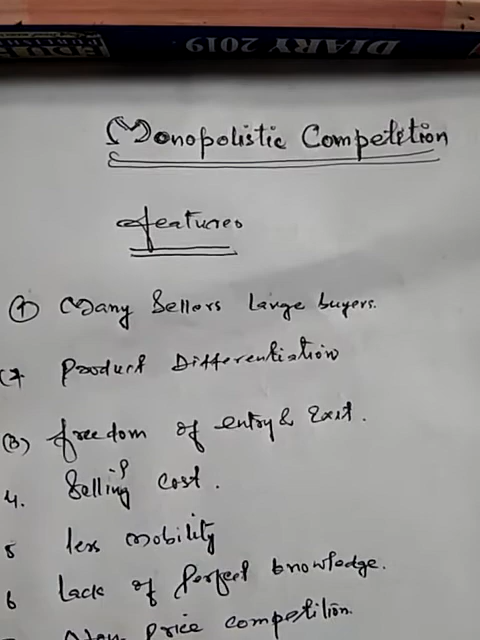 DIARY 2019
Monopolistic Competition
features
① Many Sellers large buyers.
Product Differentiation
(3) freedom of entry & Exit.
4. Selling cost.
5 less mobility
6 Lack of perfect knowledge.
Non Price competition.